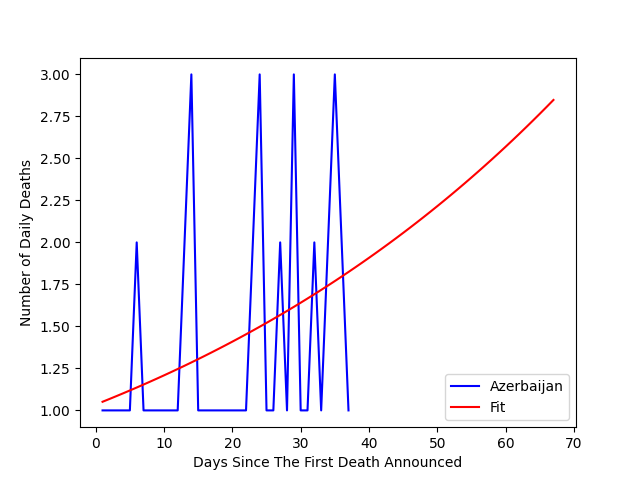 3.00
2.75
2.50
2.25
2.00
1.75
1.50
1.25
1.00
Number of Daily Deaths
0 10 20 30 40 50 60 70
Days Since The First Death Announced
Azerbaijan
Fit